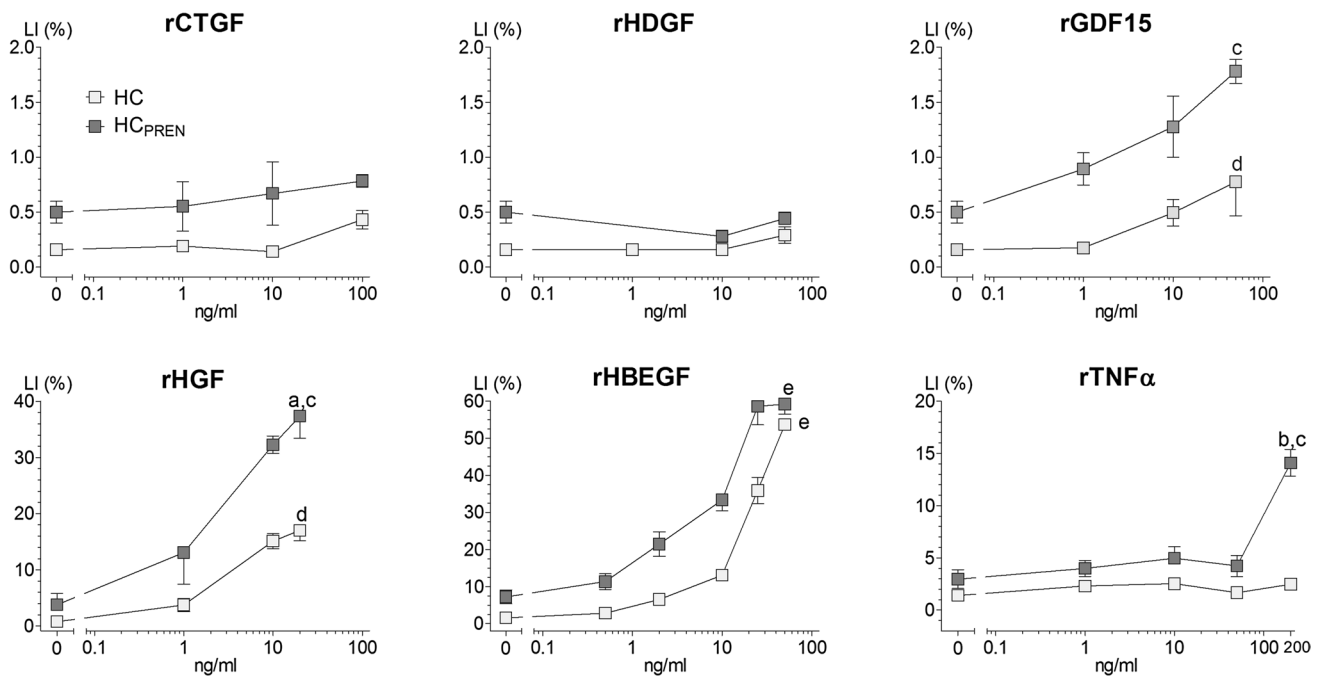 rCTGF
LI (%)
2.0
1.5
1.0
0.5
0.0
HC
HCPREN
0 0.1 1 10 100
ng/ml
rHDGF
LI (%)
2.0
1.5
1.0
0.5
0.0
0 0.1 1 10 100
ng/ml
rGDF15
LI (%)
2.0
1.5
1.0
0.5
0.0
c
d
0 0.1 1 10 100
ng/ml
rHGF
LI (%)
40
30
20
10
0
a,c
d
0 0.1 1 10 100
ng/ml
rHBEGF
LI (%)
60
50
40
30
20
10
0
e
e
0 0.1 1 10 100
ng/ml
rTNFα
LI (%)
20
15
10
5
0
b,c
0 0.1 1 10 100 200
ng/ml